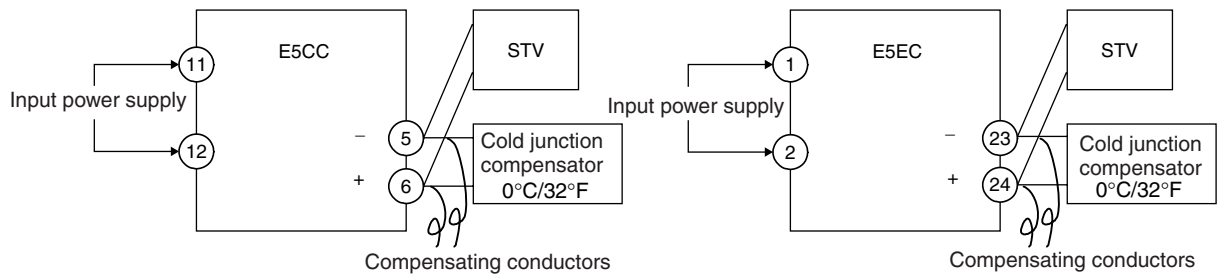 E5CC
STV
11
Input power supply
12
−
5
+
6
Cold junction
compensator
0°C/32°F
Compensating conductors
E5EC
STV
1
Input power supply
2
−
23
+
24
Cold junction
compensator
0°C/32°F
Compensating conductors